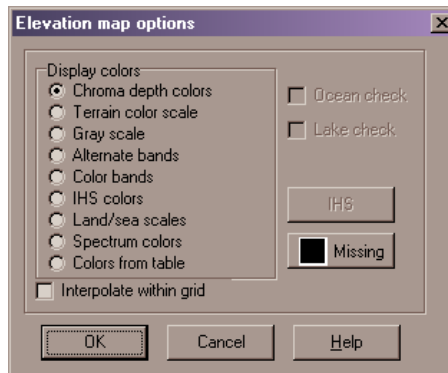 Elevation map options
Display colors
Chroma depth colors
Terrain color scale
Gray scale
Alternate bands
Color bands
IHS colors
Land/sea scales
Spectrum colors
Colors from table
Interpolate within grid
Ocean check
Lake check
IHS
Missing
OK
Cancel
Help